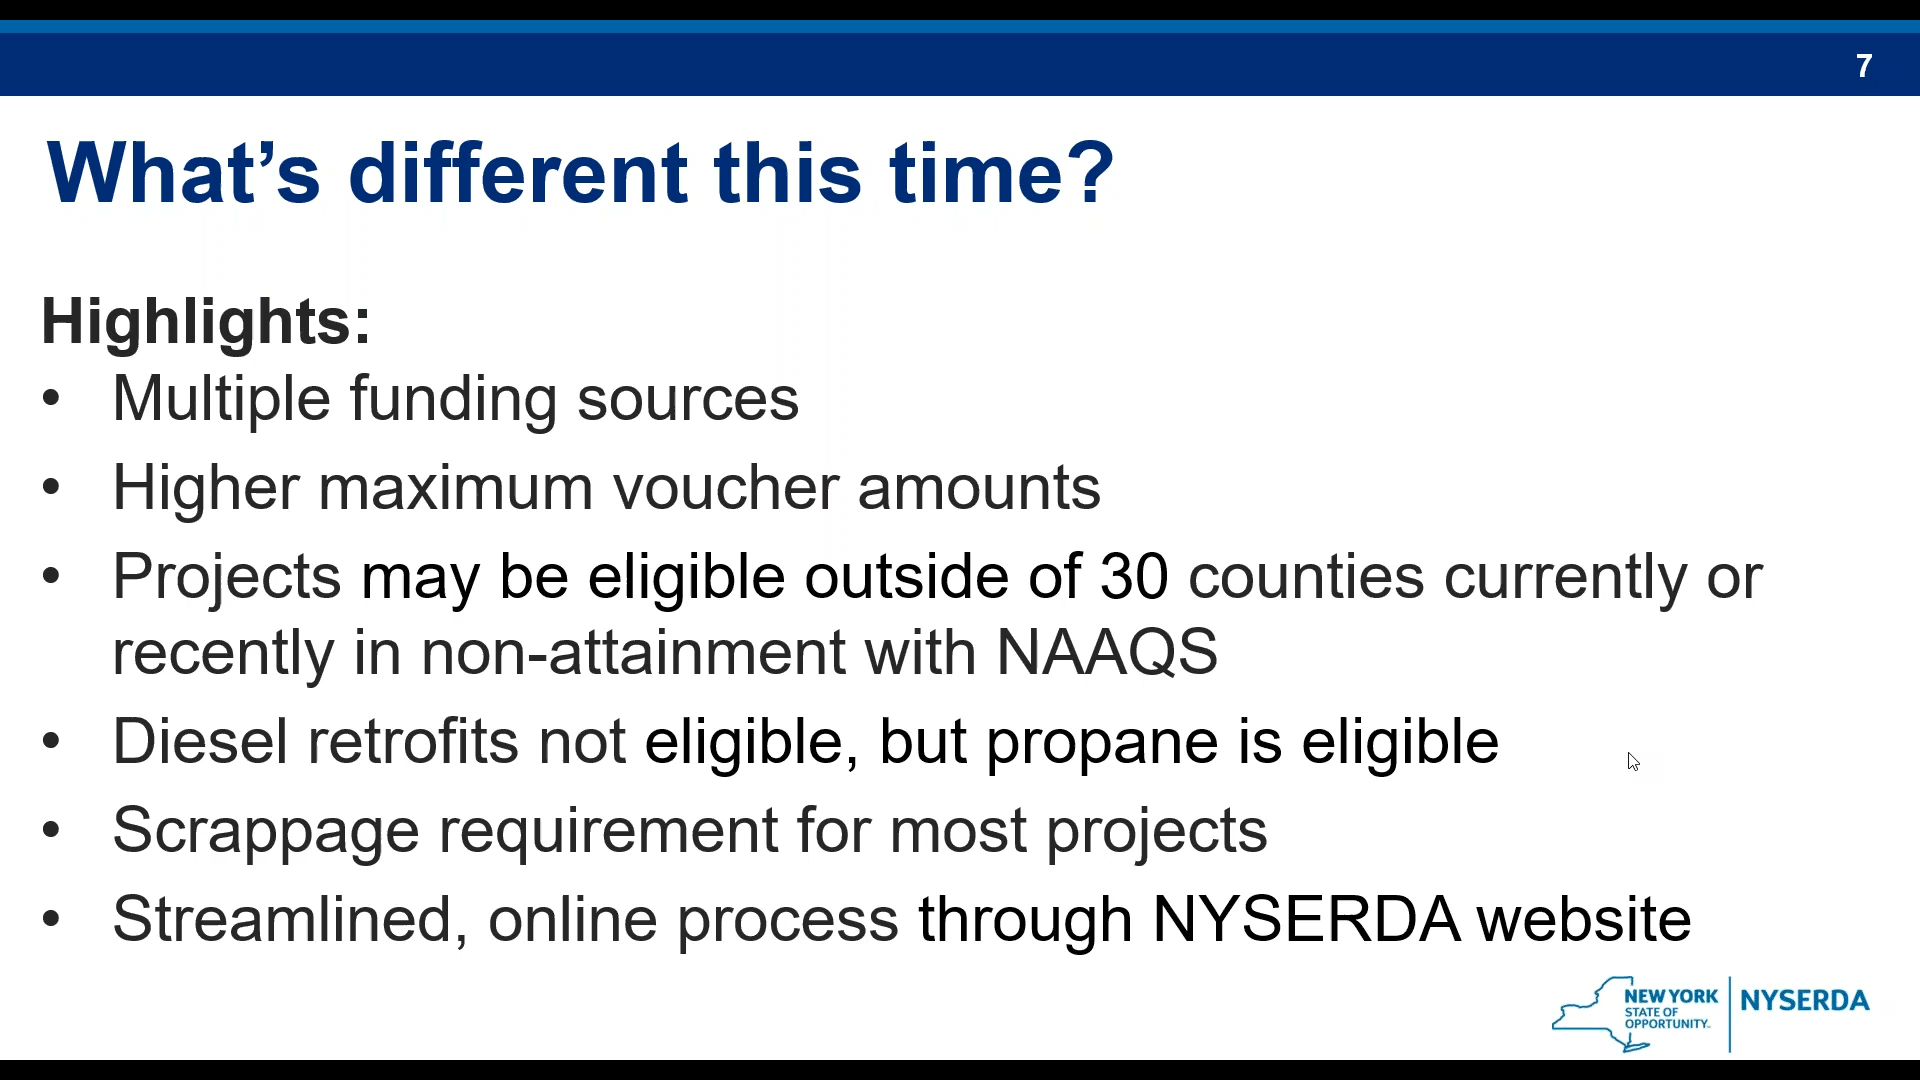 7
What’s different this time?
Highlights:
• Multiple funding sources
• Higher maximum voucher amounts
• Projects may be eligible outside of 30 counties currently or
recently in non-attainment with NAAQS
• Diesel retrofits not eligible, but propane is eligible
• Scrappage requirement for most projects
• Streamlined, online process through NYSERDA website
NEW YORK
STATE OF
OPPORTUNITY.
NYSERDA